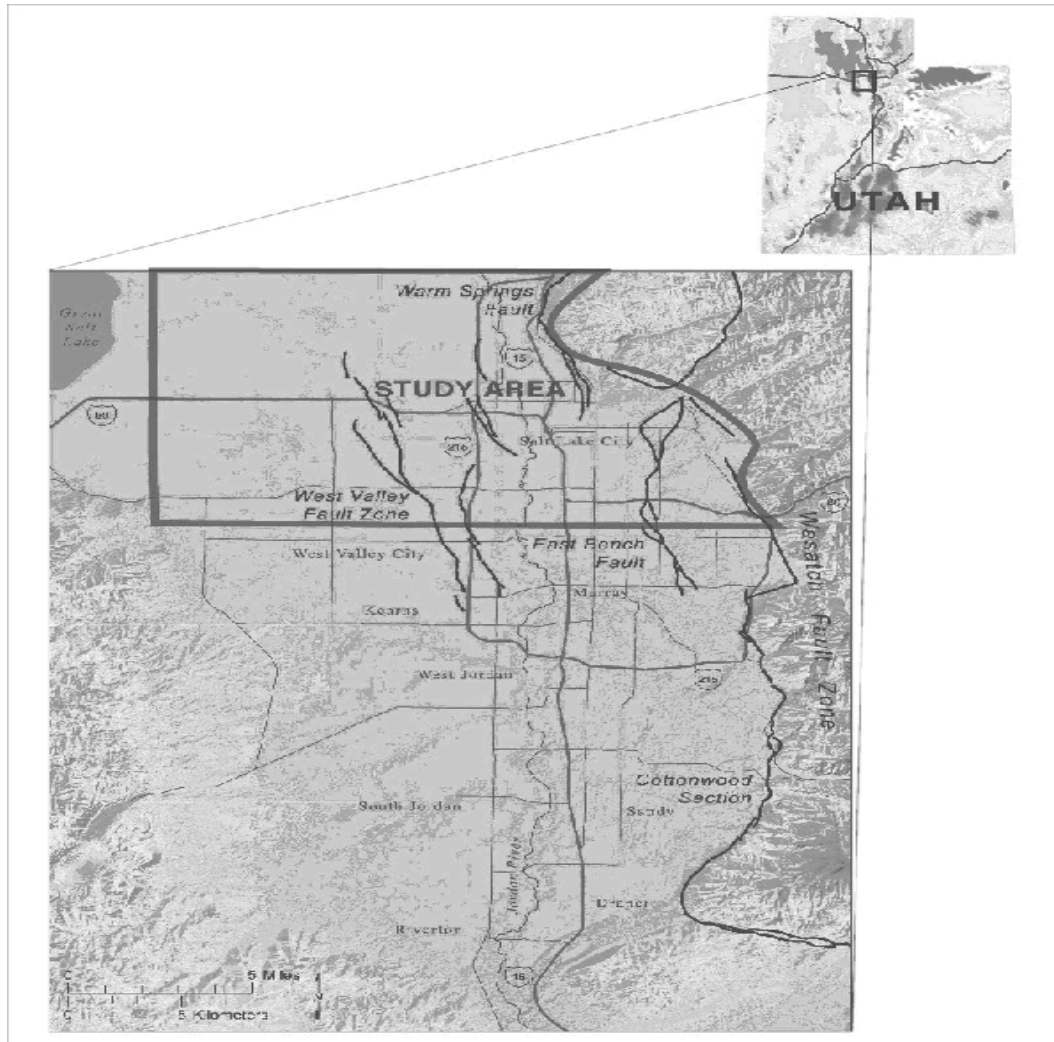 UTAH
Great
Salt
Lake
Warm Springs
Fault
15
STUDY AREA
80
215
Salt Lake City
West Valley
Fault Zone
80
East Bench
Fault
West Valley City
Murray
Kearns
Wasatch Fault Zone
West Jordan
215
Cottonwood
Section
South Jordan
Sandy
Jordan River
Draper
Riverton
15
5 Miles
5 Kilometers